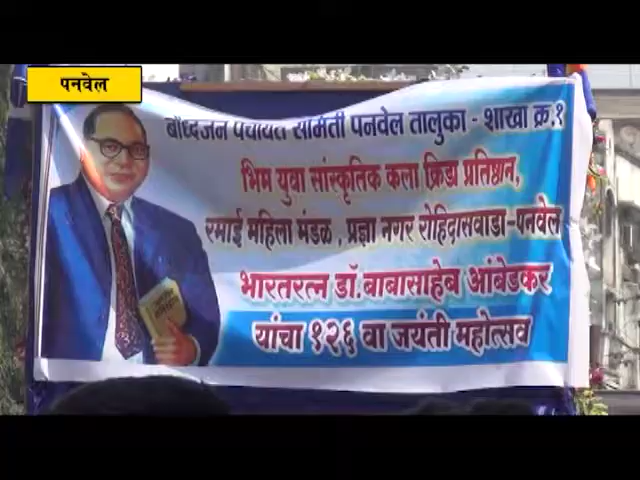 पनवेल
बौध्दजन पंचायत समिती पनवेल तालुका - शाखा क्र.१
भिम युवा सांस्कृतिक कला क्रिडा प्रतिष्ठान,
रमाई महिला मंडळ , प्रज्ञा नगर रोहिदासवाडा-पनवेल
भारतरत्न डॉ.बाबासाहेब आंबेडकर
यांचा १२६ वा जयंती महोत्सव